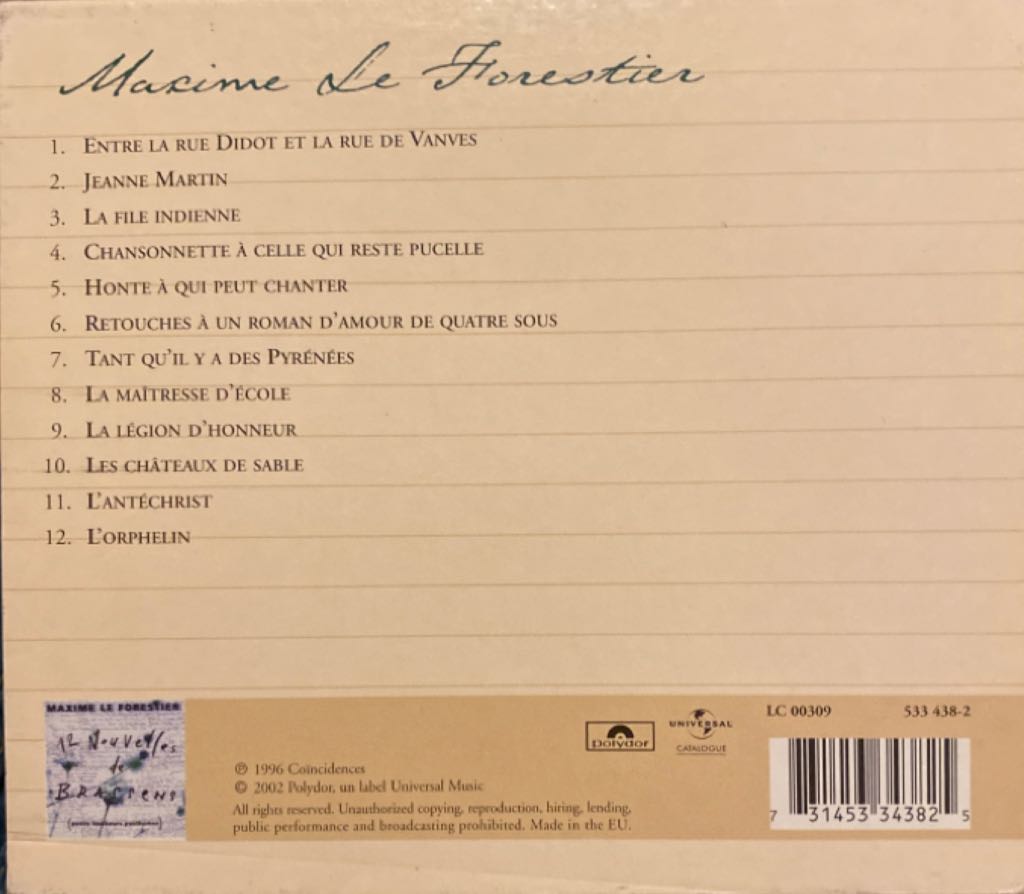 Maxime Le Forestier
1. Entre la rue Didot et la rue de Vanves
2. Jeanne Martin
3. La file indienne
4. Chansonnette à celle qui reste pucelle
5. Honte à qui peut chanter
6. Retouches à un roman d'amour de quatre sous
7. Tant qu'il y a des Pyrénées
8. La maîtresse d'école
9. La légion d'honneur
10. Les châteaux de sable
11. L'antéchrist
12. L'orphelin
MAXIME LE FORESTIER
12 Nouvelles
de
BRASSENS
℗ 1996 Coïncidences
© 2002 Polydor, un label Universal Music
All rights reserved. Unauthorized copying, reproduction, hiring, lending,
public performance and broadcasting prohibited. Made in the EU.
Polydor
UNIVERSAL
CATALOGUE
LC 00309 533 438-2
7 31453 34382 5